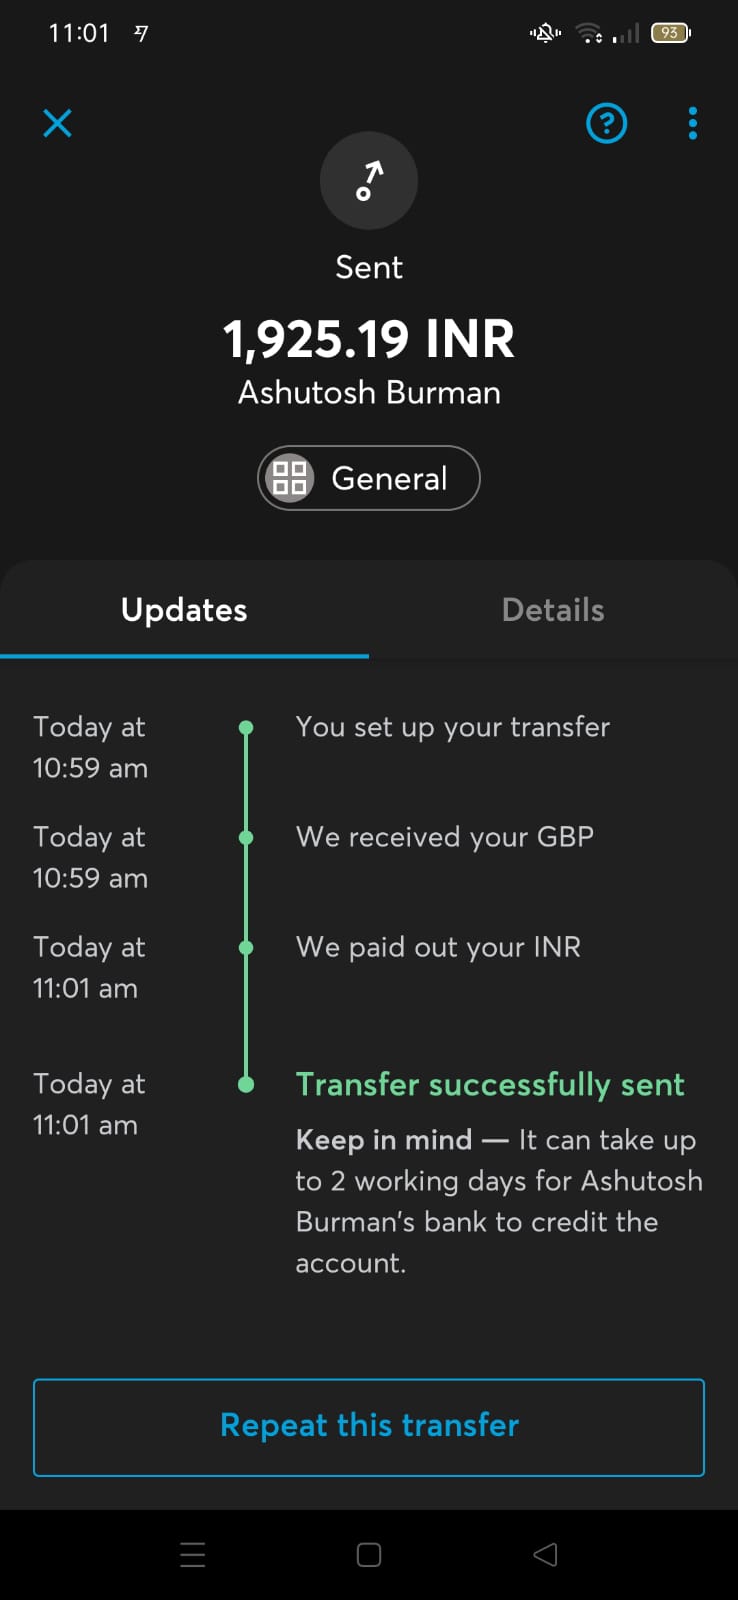 11:01
93
?
Sent
1,925.19 INR
Ashutosh Burman
General
Updates
Details
Today at
10:59 am
You set up your transfer
Today at
10:59 am
We received your GBP
Today at
11:01 am
We paid out your INR
Today at
11:01 am
Transfer successfully sent
Keep in mind — It can take up
to 2 working days for Ashutosh
Burman's bank to credit the
account.
Repeat this transfer